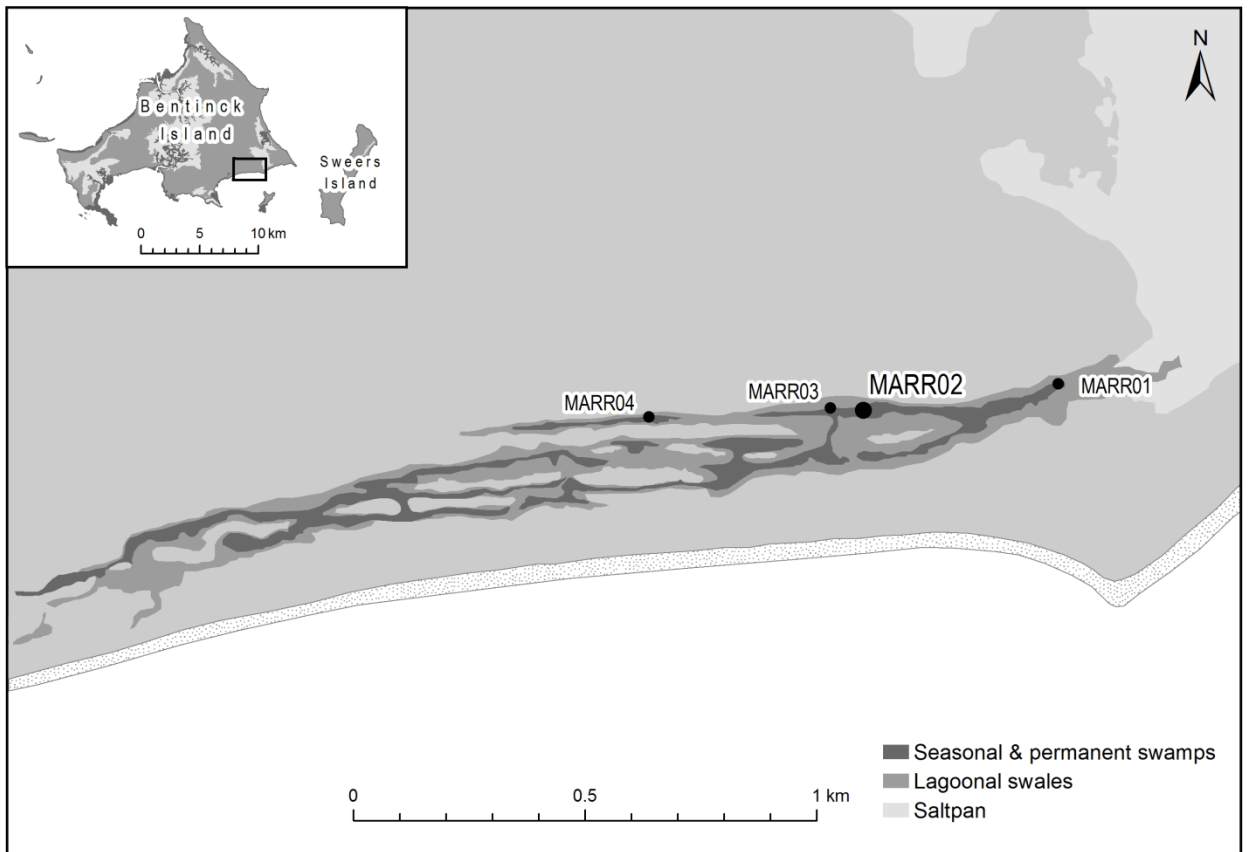 Bentinck
Island
Sweers
Island
0 5 10 km
N
MARR04
MARR03
MARR02
MARR01
Seasonal & permanent swamps
Lagoonal swales
Saltpan
0 0.5 1 km